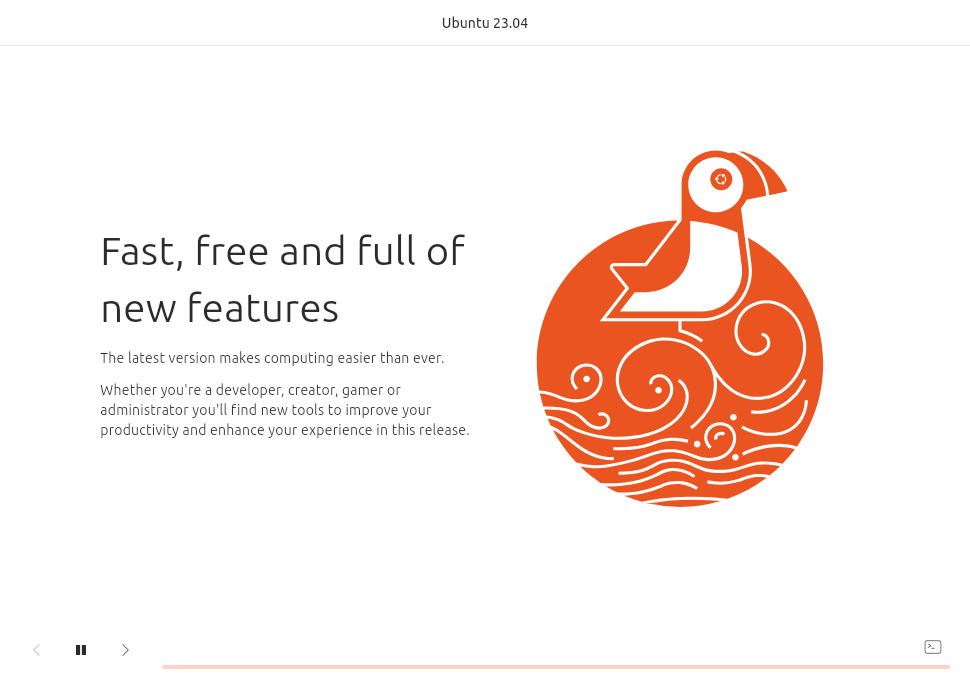 Ubuntu 23.04
Fast, free and full of
new features
The latest version makes computing easier than ever.
Whether you're a developer, creator, gamer or
administrator you'll find new tools to improve your
productivity and enhance your experience in this release.